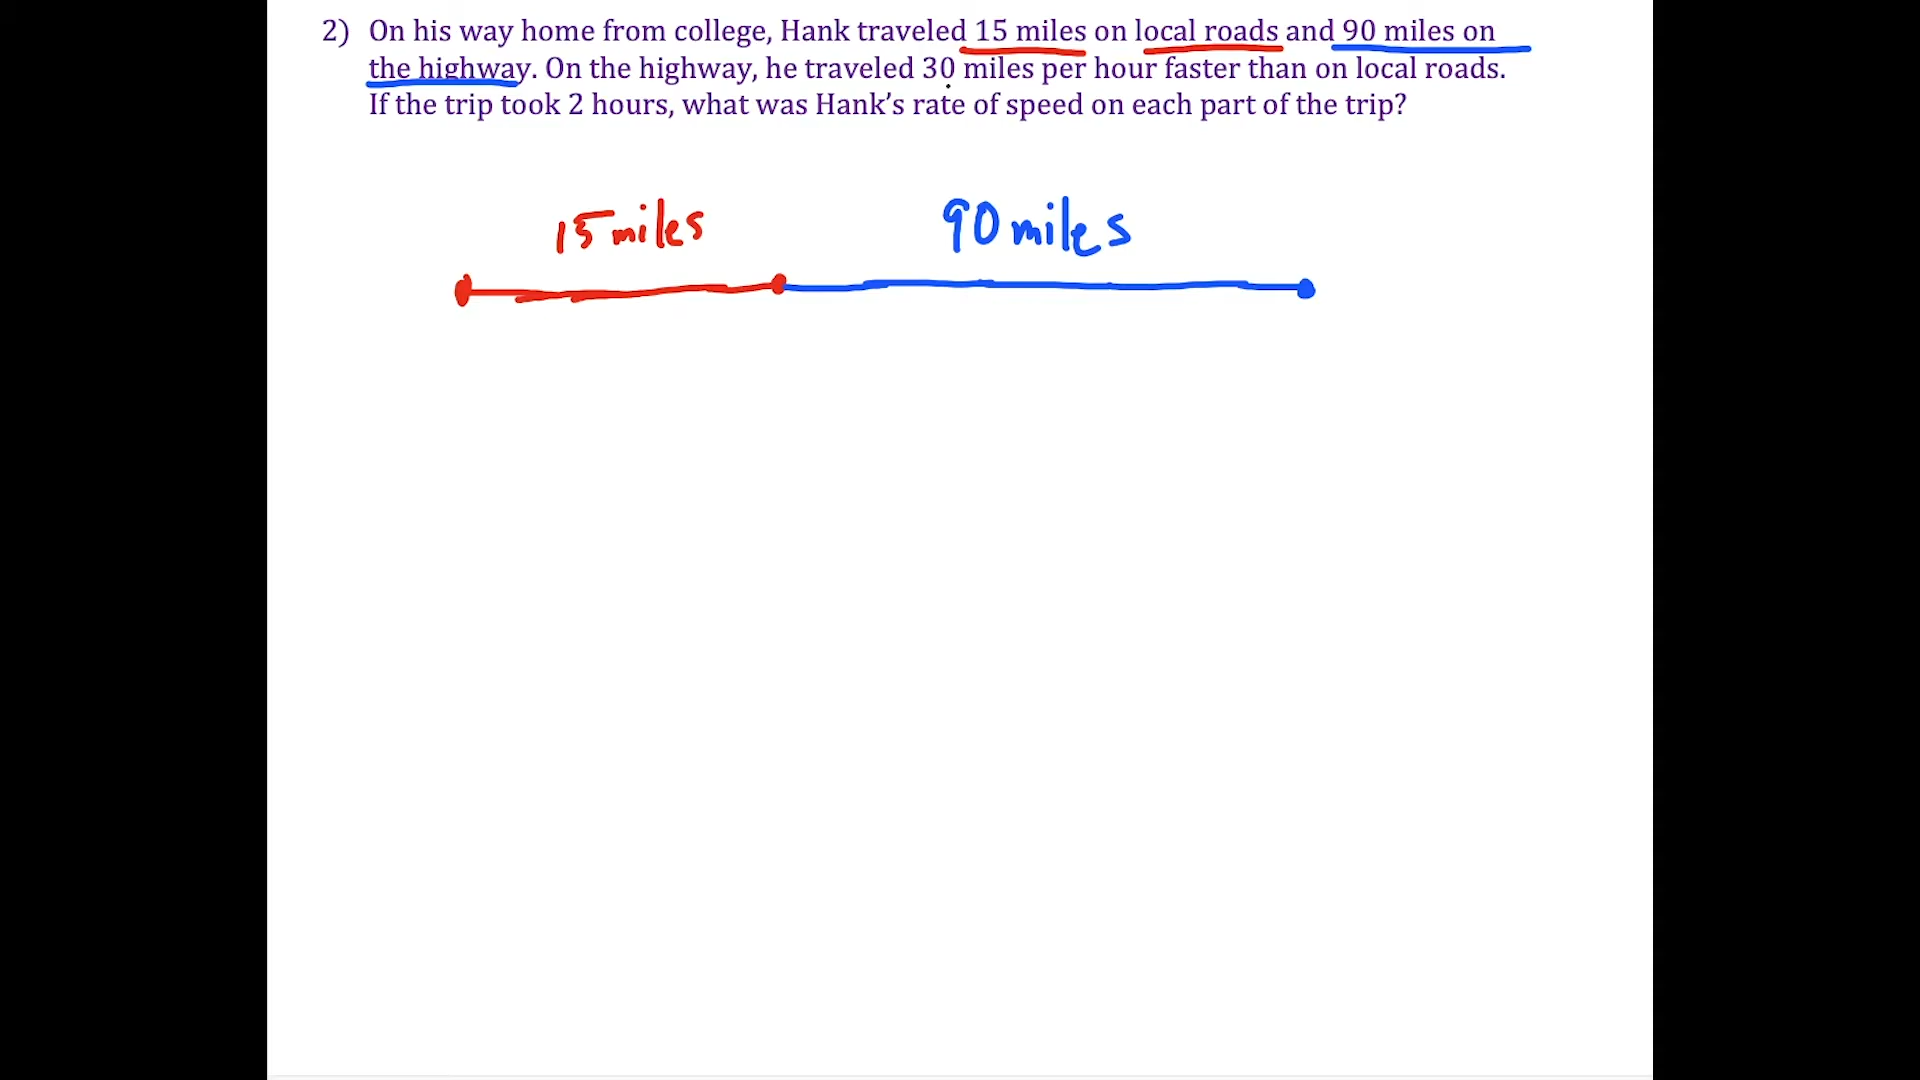 2) On his way home from college, Hank traveled 15 miles on local roads and 90 miles on
the highway. On the highway, he traveled 30 miles per hour faster than on local roads.
If the trip took 2 hours, what was Hank’s rate of speed on each part of the trip?
15 miles 90 miles